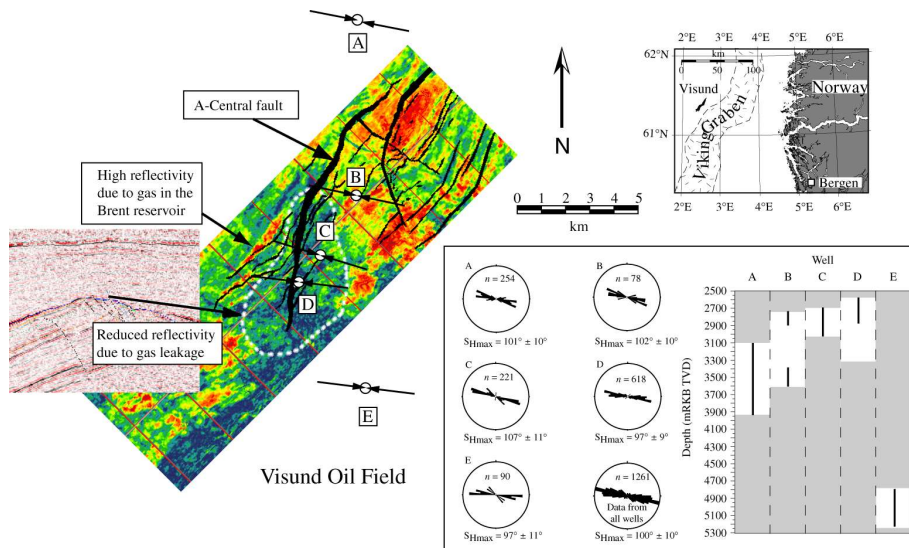 A
A-Central fault
High reflectivity
due to gas in the
Brent reservoir
B
C
D
Reduced reflectivity
due to gas leakage
E
Visund Oil Field
N
0 1 2 3 4 5
km
2°E 3°E 4°E 5°E 6°E
62°N
61°N
km
0 50 100
Visund
Viking Graben
Norway
Bergen
2°E 3°E 4°E 5°E 6°E
A
n = 254
SHmax = 101° ± 10°
B
n = 78
SHmax = 102° ± 10°
C
n = 221
SHmax = 107° ± 11°
D
n = 618
SHmax = 97° ± 9°
E
n = 90
SHmax = 97° ± 11°
n = 1261
Data from
all wells
SHmax = 100° ± 10°
Well
A B C D E
Depth (mRKB TVD)
2500
2700
2900
3100
3300
3500
3700
3900
4100
4300
4500
4700
4900
5100
5300